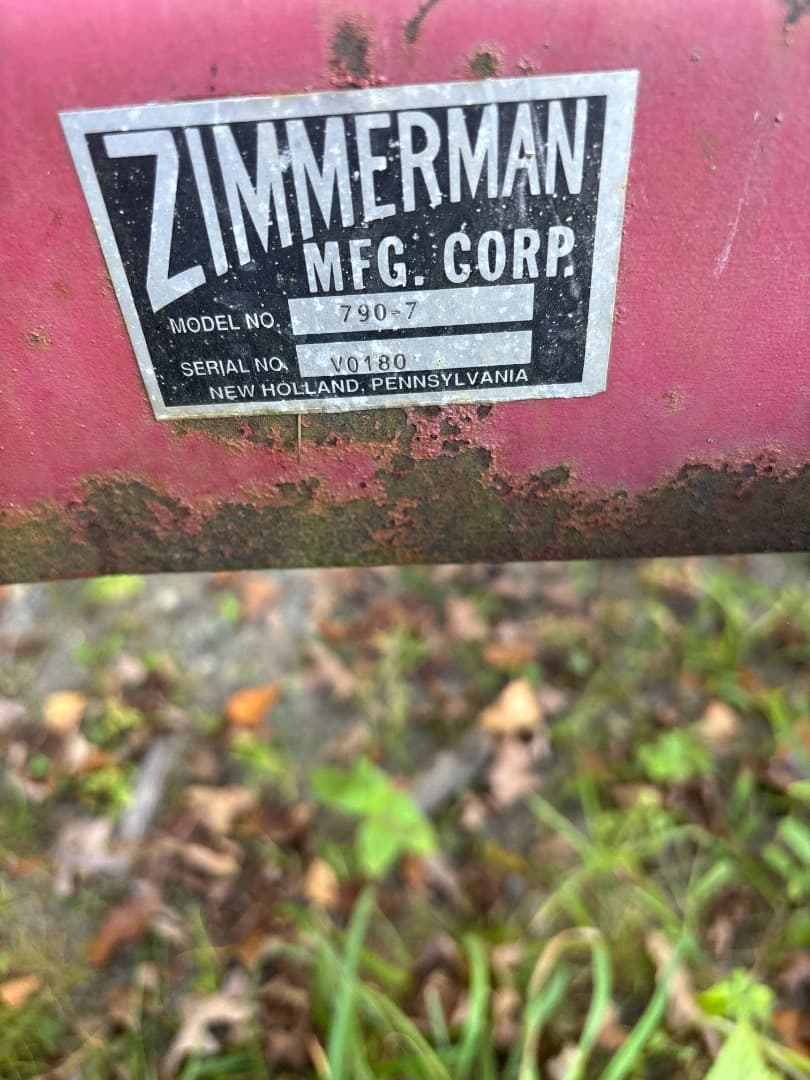 ZIMMERMAN
MFG. CORP.
MODEL NO. 790-7
SERIAL NO. V0180
NEW HOLLAND, PENNSYLVANIA